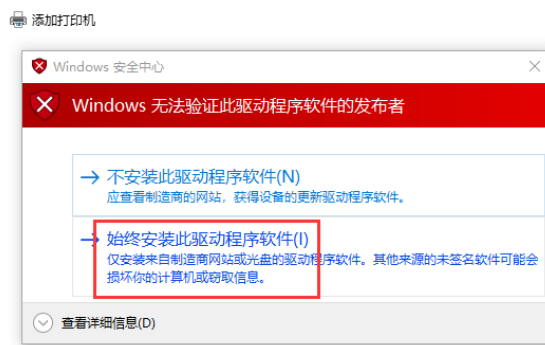 添加打印机
Windows 安全中心
Windows 无法验证此驱动程序软件的发布者
不安装此驱动程序软件(N)
应查看制造商的网站，获得设备的更新驱动程序软件。
始终安装此驱动程序软件(I)
仅安装来自制造商网站或光盘的驱动程序软件。其他来源的未签名软件可能会
损坏你的计算机或窃取信息。
查看详细信息(D)